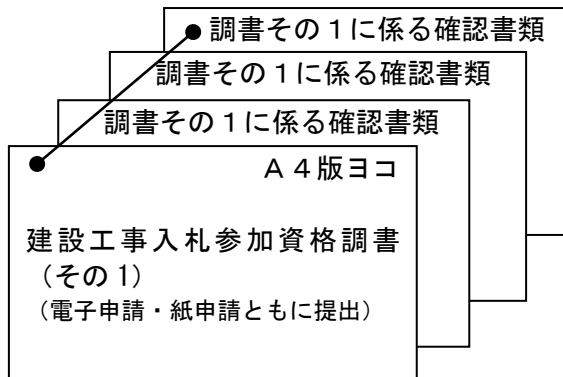 調書その１に係る確認書類
調書その１に係る確認書類
調書その１に係る確認書類
Ａ４版ヨコ
建設工事入札参加資格調書
（その 1）
（電子申請・紙申請ともに提出）